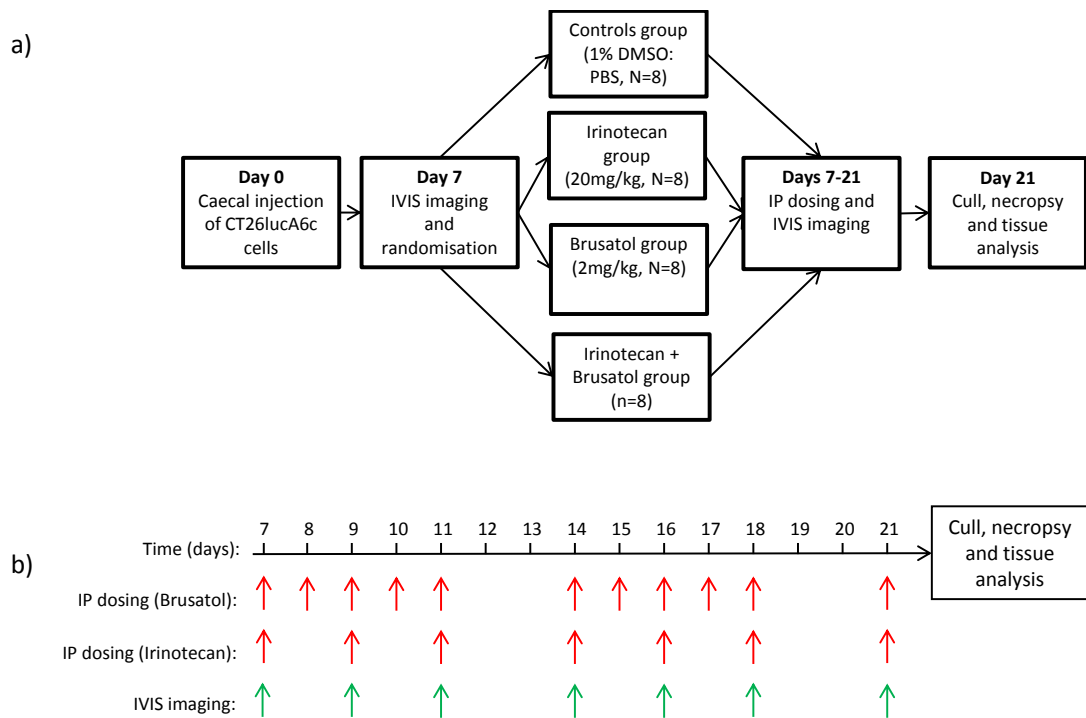 a)
Controls group
(1% DMSO:
PBS, N=8)
Irinotecan
group
(20mg/kg, N=8)
Day 0
Caecal injection
of CT26lucA6c
cells
Day 7
IVIS imaging
and
randomisation
Brusatol group
(2mg/kg, N=8)
Irinotecan +
Brusatol group
(n=8)
Days 7-21
IP dosing and
IVIS imaging
Day 21
Cull, necropsy
and tissue
analysis
b)
Time (days):
7 8 9 10 11 12 13 14 15 16 17 18 19 20 21
Cull, necropsy
and tissue
analysis
IP dosing (Brusatol):
IP dosing (Irinotecan):
IVIS imaging: